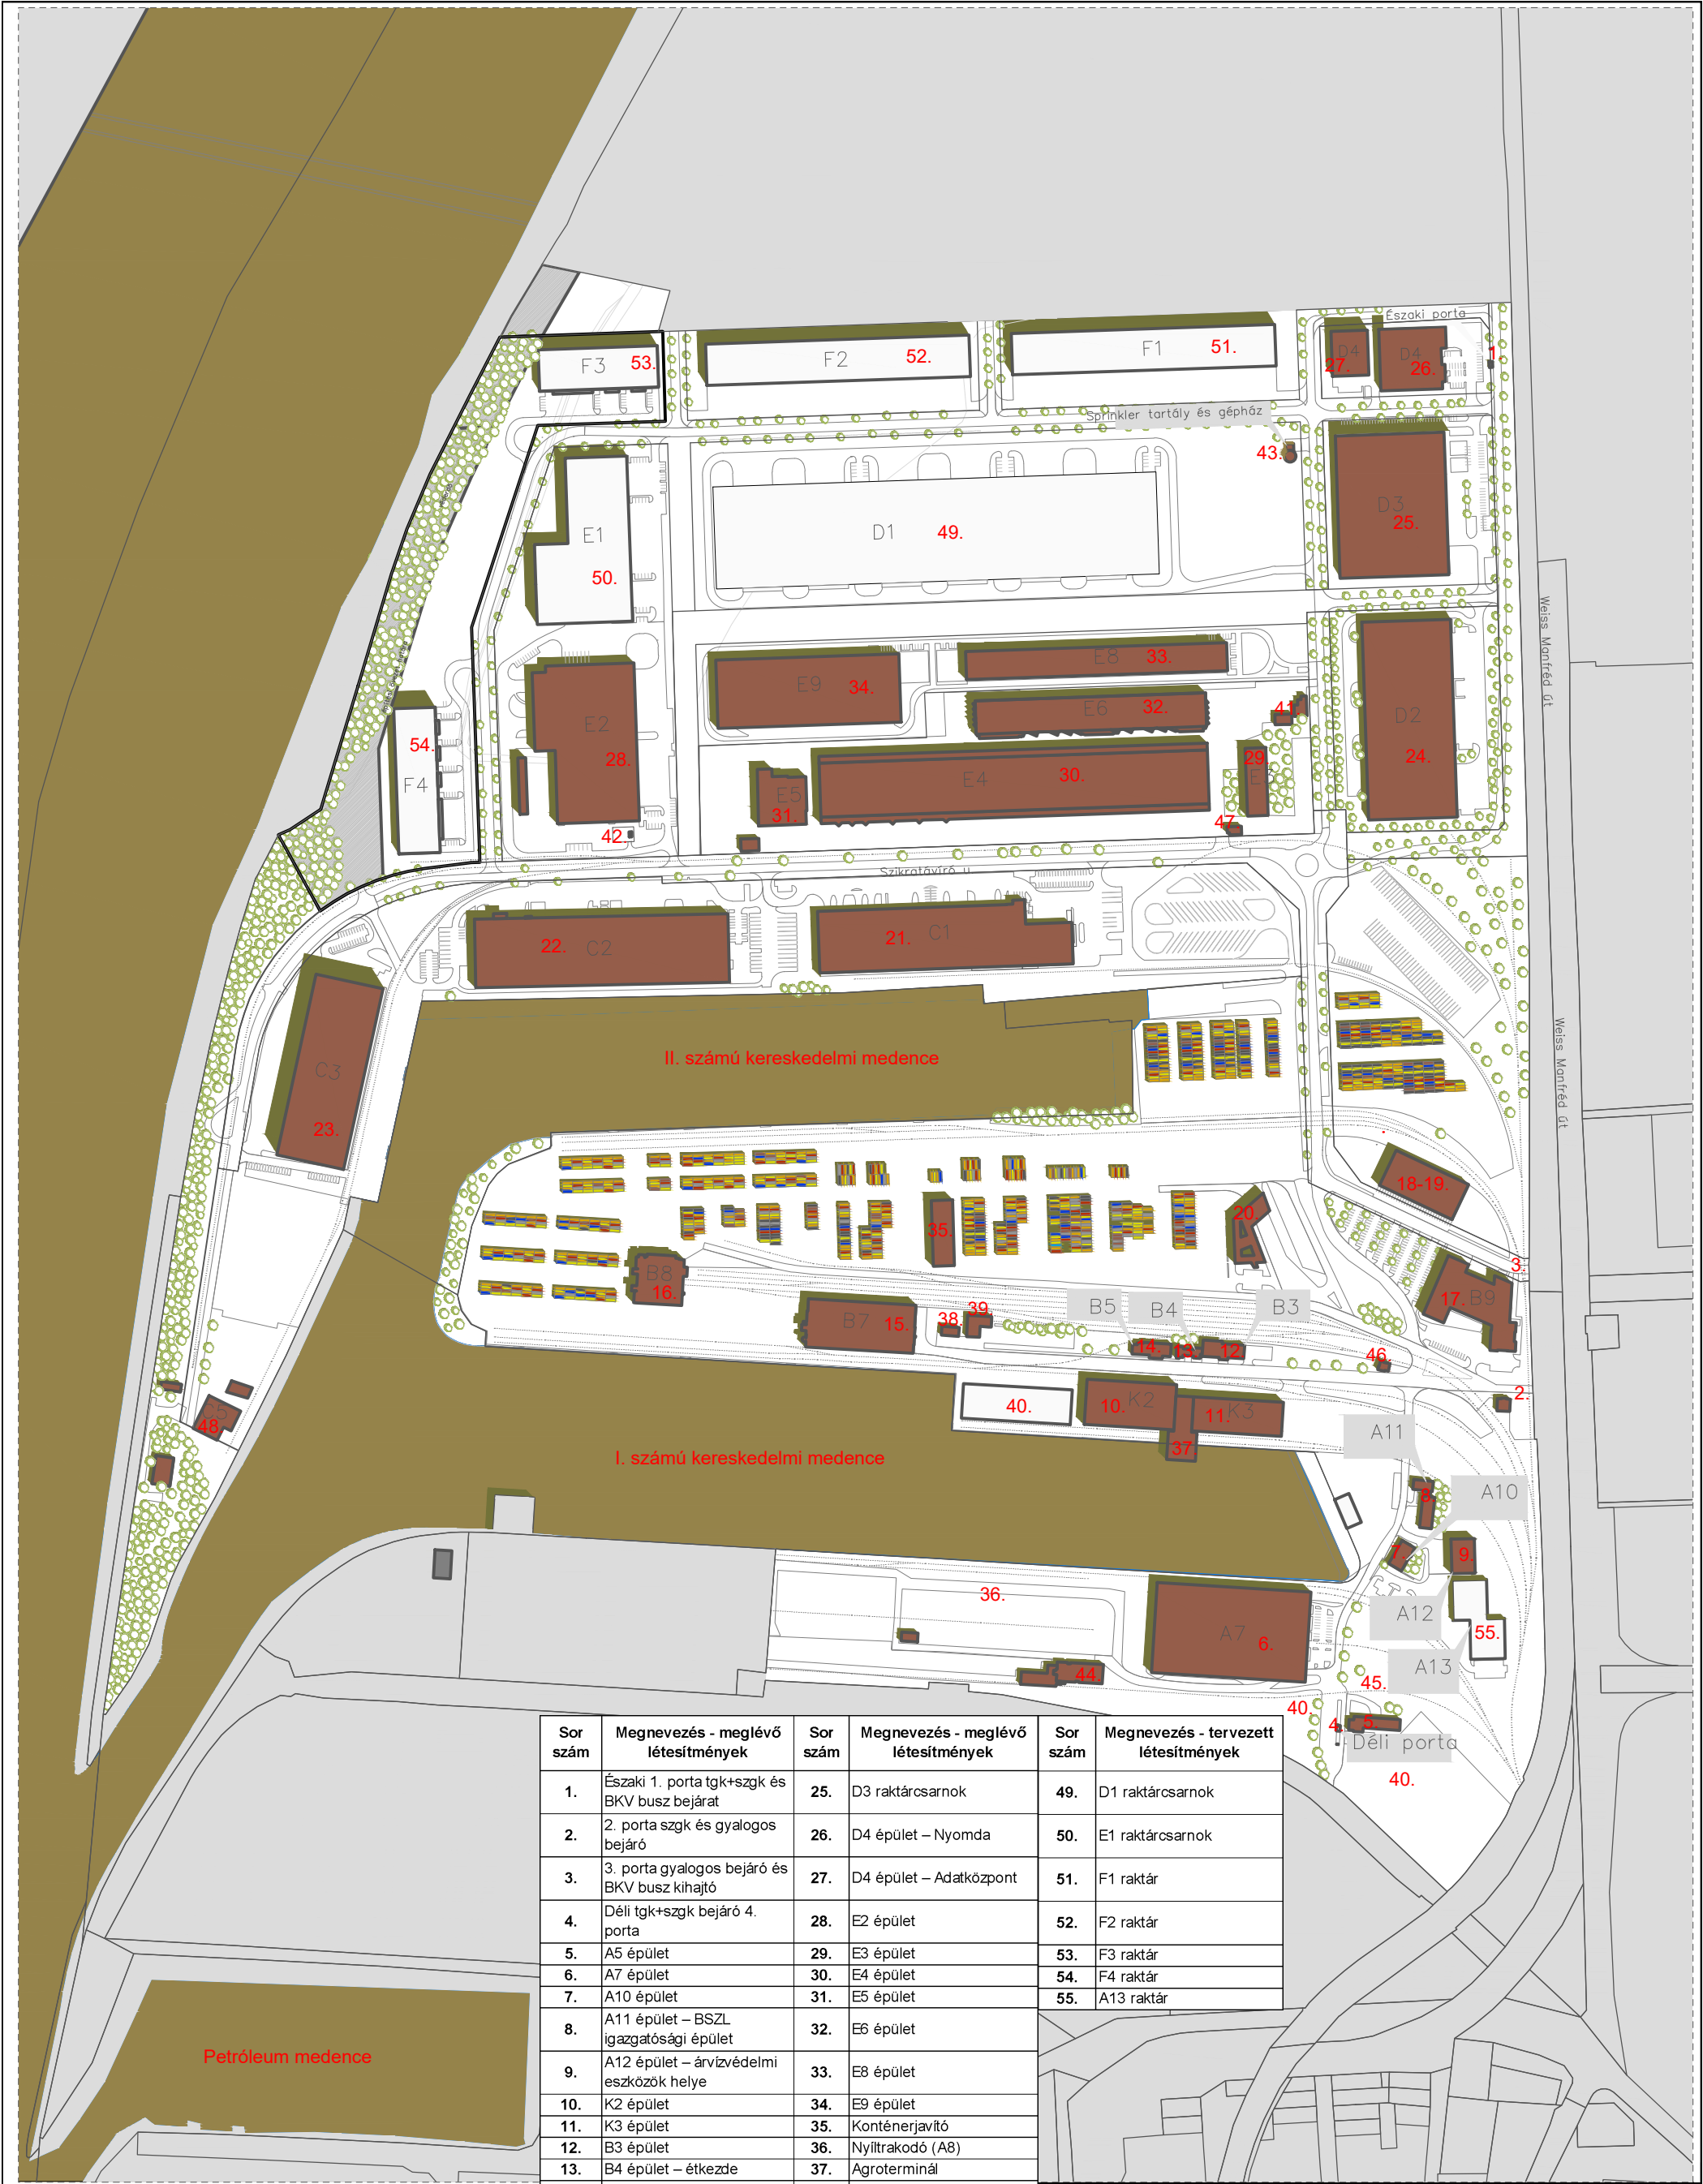 Északi porta
F3 53.
F2 52.
F1 51.
D4 27.
D4 26.
1.
Sprinkler tartály és gépház
43.
E1
50.
D1 49.
D3
25.
Weiss Manfréd út
E9 34.
E8 33.
E6 32.
41.
E2
28.
54.
F4
D2
24.
E5
31.
E4 30.
29.
E3
42.
47.
Szikratávíró u.
22. C2
21. C1
Weiss Manfréd út
II. számú kereskedelmi medence
C3
23.
18-19.
35.
20.
3.
B8
16.
17. B9
B7 15.
38.
39.
B5
B4
B3
14.
13.
12.
46.
2.
40.
10. K2
11. K3
37.
C5
48.
I. számú kereskedelmi medence
A11
8.
A10
7.
9.
A12
36.
A7 6.
55.
A13
44.
45.
40.
4.
5.
Déli porta
40.
Petróleum medence
Sor szám
Megnevezés - meglévő létesítmények
Sor szám
Megnevezés - meglévő létesítmények
Sor szám
Megnevezés - tervezett létesítmények
1. Északi 1. porta tgk+szgk és BKV busz bejárat
25. D3 raktárcsarnok
49. D1 raktárcsarnok
2. 2. porta szgk és gyalogos bejáró
26. D4 épület – Nyomda
50. E1 raktárcsarnok
3. 3. porta gyalogos bejáró és BKV busz kihajtó
27. D4 épület – Adatközpont
51. F1 raktár
4. Déli tgk+szgk bejáró 4. porta
28. E2 épület
52. F2 raktár
5. A5 épület
29. E3 épület
53. F3 raktár
6. A7 épület
30. E4 épület
54. F4 raktár
7. A10 épület
31. E5 épület
55. A13 raktár
8. A11 épület – BSZL igazgatósági épület
32. E6 épület
9. A12 épület – árvízvédelmi eszközök helye
33. E8 épület
10. K2 épület
34. E9 épület
11. K3 épület
35. Konténerjavító
12. B3 épület
36. Nyíltrakodó (A8)
13. B4 épület – étkezde
37. Agroterminál